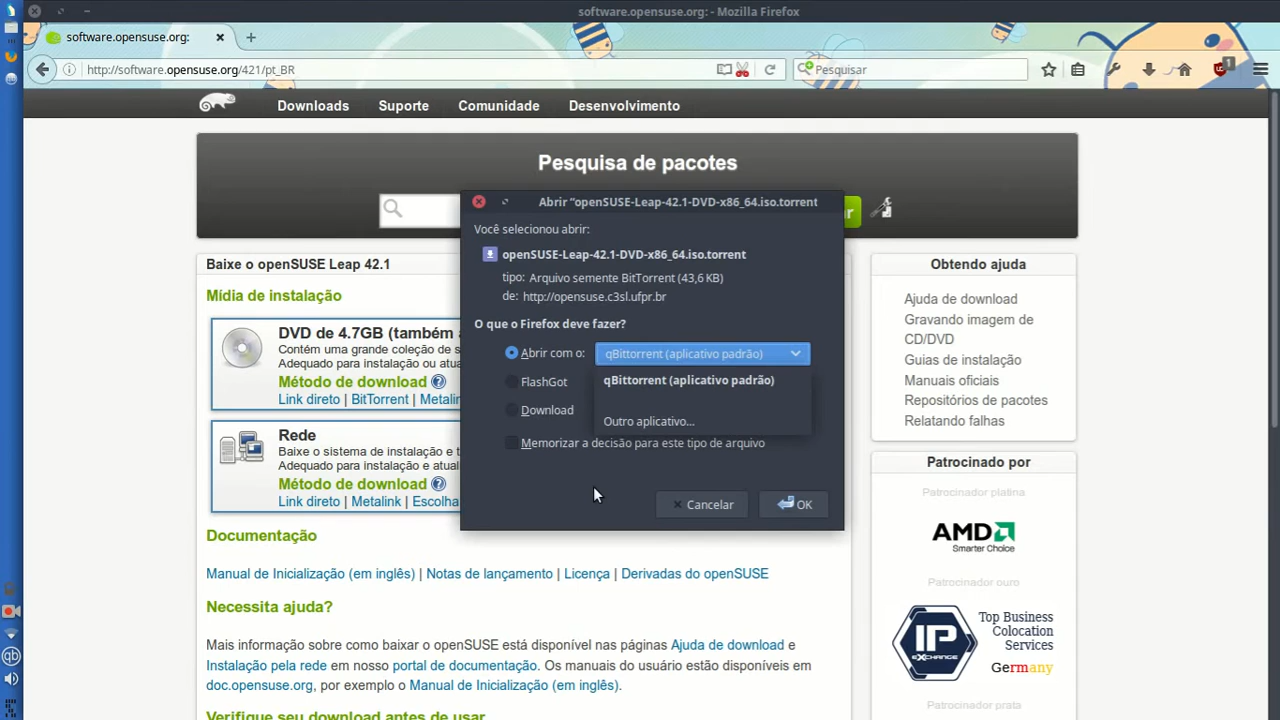 software.opensuse.org: - Mozilla Firefox
software.opensuse.org:
http://software.opensuse.org/421/pt_BR
Pesquisar
1
Downloads
Suporte
Comunidade
Desenvolvimento
Pesquisa de pacotes
r
Abrir "openSUSE-Leap-42.1-DVD-x86_64.iso.torrent
Você selecionou abrir:
openSUSE-Leap-42.1-DVD-x86_64.iso.torrent
tipo: Arquivo semente BitTorrent (43,6 KB)
de: http://opensuse.c3sl.ufpr.br
O que o Firefox deve fazer?
Abrir com o:
qBittorrent (aplicativo padrão)
qBittorrent (aplicativo padrão)
Outro aplicativo...
FlashGot
Download
Memorizar a decisão para este tipo de arquivo
Cancelar
OK
Baixe o openSUSE Leap 42.1
Mídia de instalação
DVD de 4.7GB (também a
Contém uma grande coleção de s
Adequado para instalação ou atua
Método de download
Link direto | BitTorrent | Metalin
Rede
Baixe o sistema de instalação e t
Adequado para instalação e atuali
Método de download
Link direto | Metalink | Escolha
Documentação
Manual de Inicialização (em inglês) | Notas de lançamento | Licença | Derivadas do openSUSE
Necessita ajuda?
Mais informação sobre como baixar o openSUSE está disponível nas páginas Ajuda de download e
Instalação pela rede em nosso portal de documentação. Os manuais do usuário estão disponíveis em
doc.opensuse.org, por exemplo o Manual de Inicialização (em inglês).
Verifique seu download antes de usar
Obtendo ajuda
Ajuda de download
Gravando imagem de
CD/DVD
Guias de instalação
Manuais oficiais
Repositórios de pacotes
Relatando falhas
Patrocinado por
Patrocinador platina
AMD
Smarter Choice
Patrocinador ouro
IP
EXCHANGE
Top Business
Colocation
Services
Germany
Patrocinador prata
qb